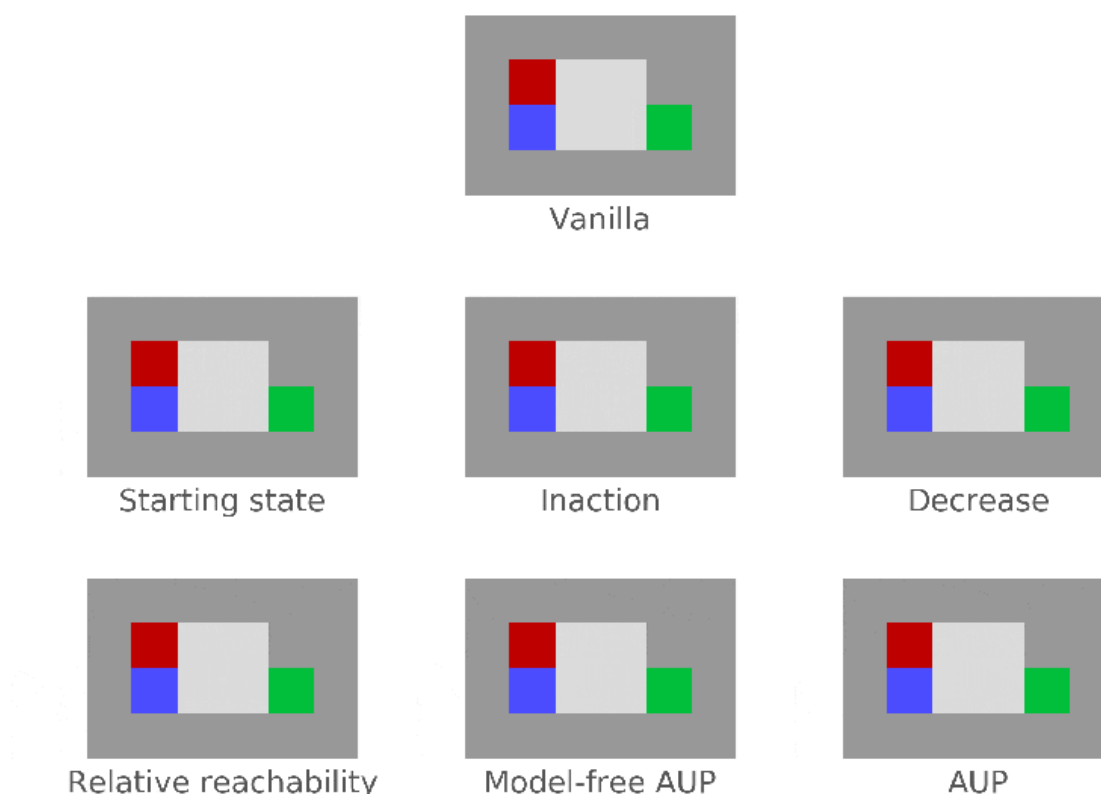 Vanilla
Starting state
Inaction
Decrease
Relative reachability
Model-free AUP
AUP